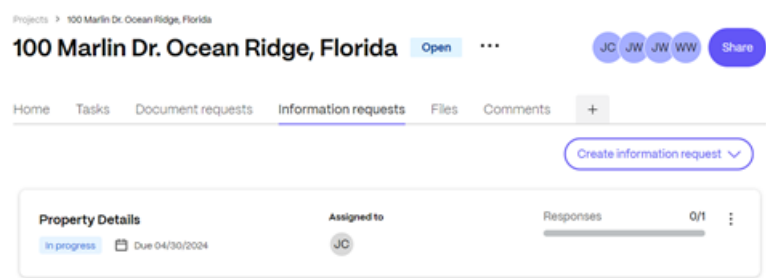 Projects > 100 Marlin Dr. Ocean Ridge, Florida
100 Marlin Dr. Ocean Ridge, Florida Open ... JC JW JW WW Share
Home Tasks Document requests Information requests Files Comments +
Create information request
Property Details Assigned to Responses 0/1
In progress Due 04/30/2024 JC